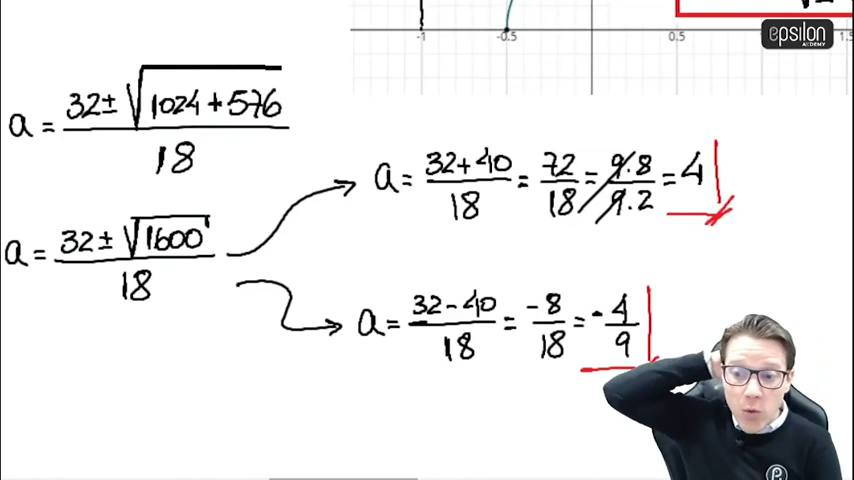 -1 -0.5 0.5 1.5
epsilon
ACADEMY
a = (32 ± √(1024 + 576)) / 18
a = (32 + 40) / 18 = 72 / 18 = (9·8) / (9·2) = 4
a = (32 ± √1600) / 18
a = (32 - 40) / 18 = -8 / 18 = -4 / 9